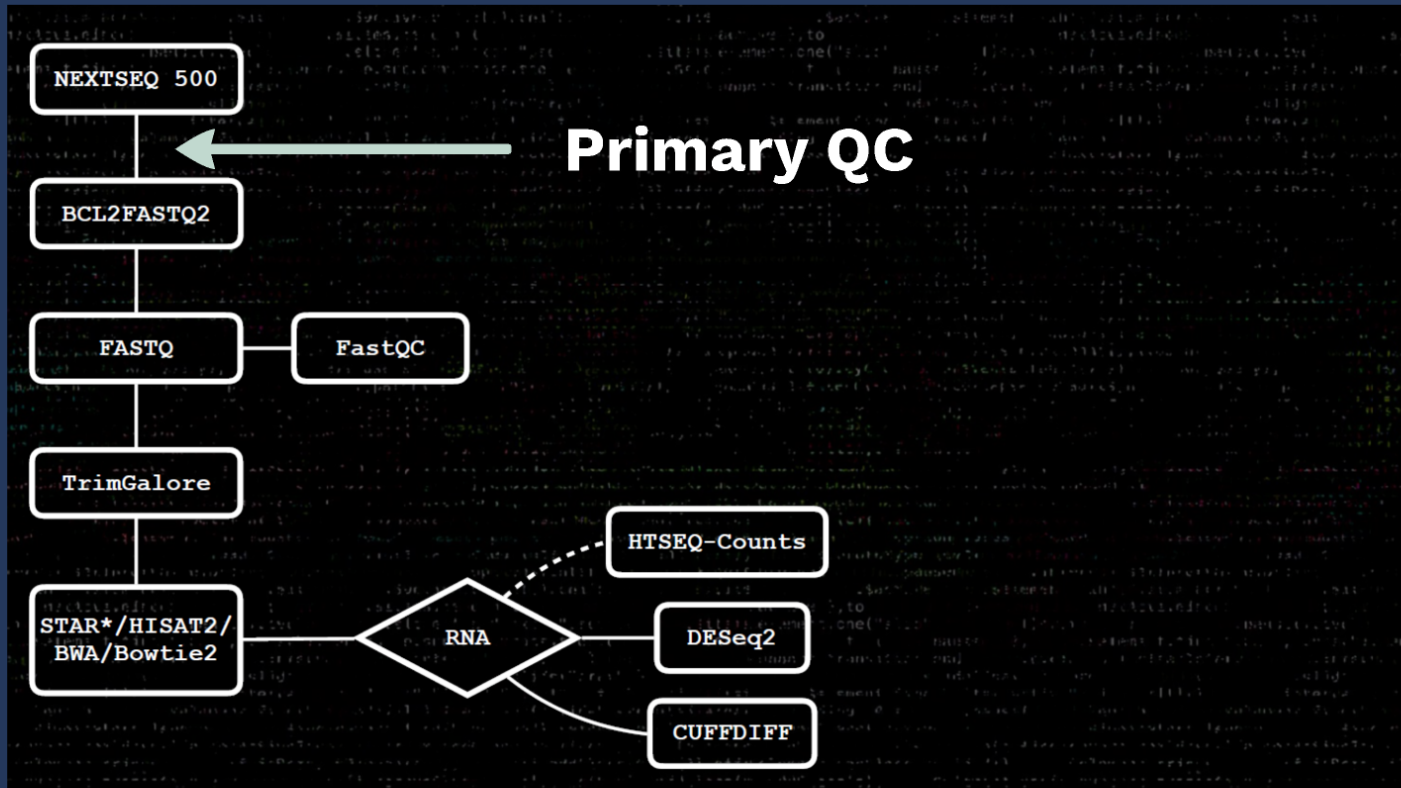 NEXTSEQ 500
Primary QC
BCL2FASTQ2
FASTQ
FastQC
TrimGalore
HTSEQ-Counts
STAR*/HISAT2/
BWA/Bowtie2
RNA
DESeq2
CUFFDIFF